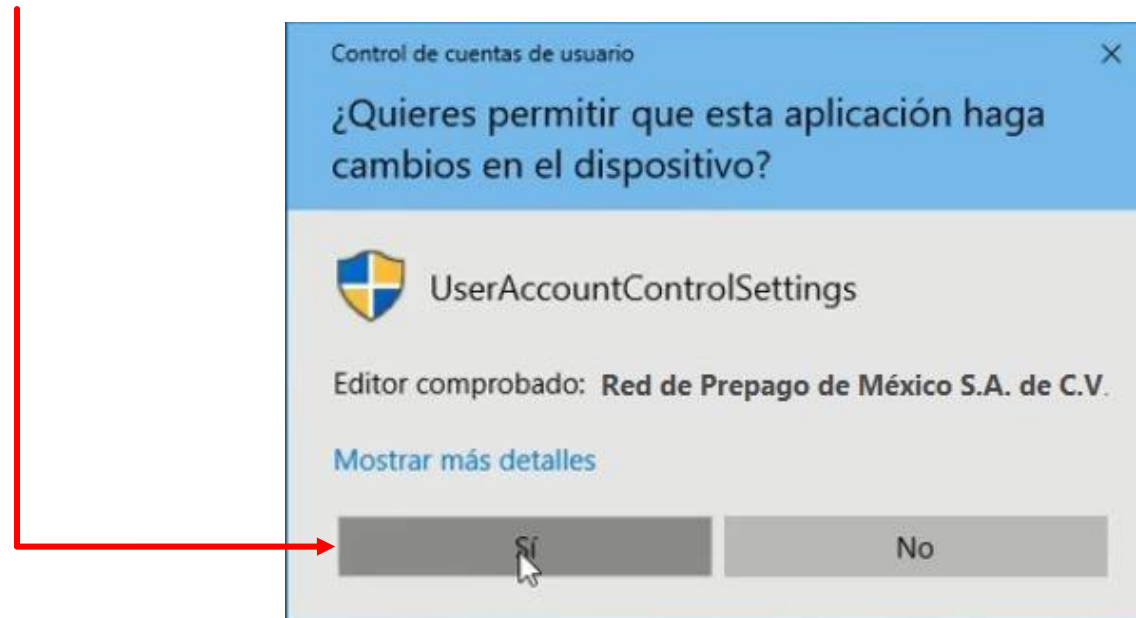 Control de cuentas de usuario
¿Quieres permitir que esta aplicación haga
cambios en el dispositivo?
UserAccountControlSettings
Editor comprobado: Red de Prepago de México S.A. de C.V.
Mostrar más detalles
Sí
No